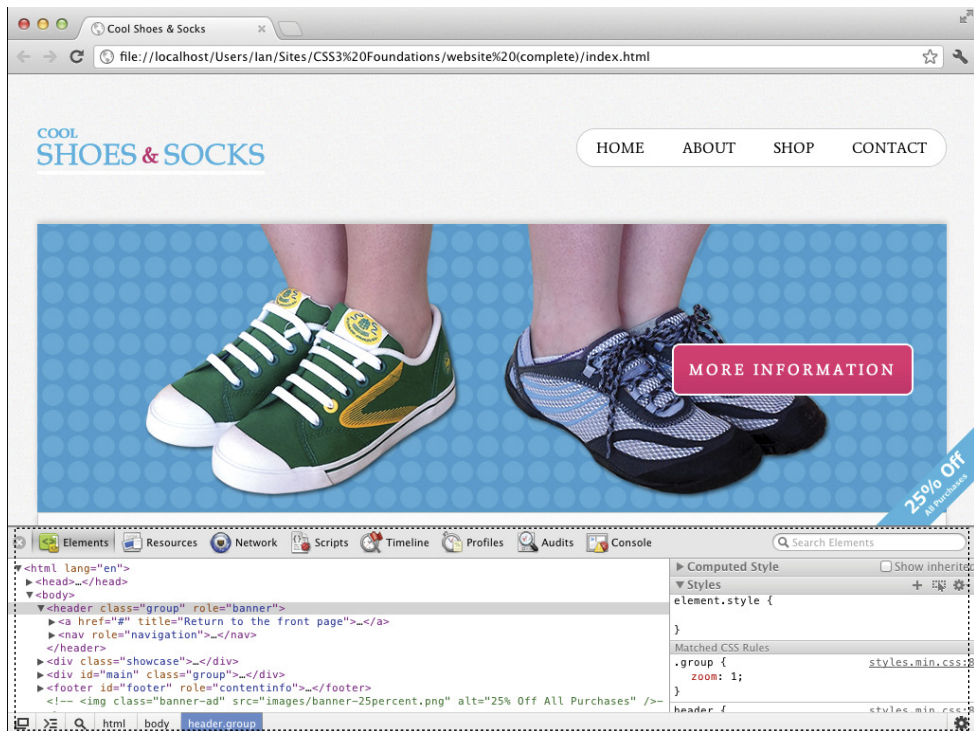 Cool Shoes & Socks
file://localhost/Users/Ian/Sites/CSS3%20Foundations/website%20(complete)/index.html
COOL
SHOES & SOCKS
HOME ABOUT SHOP CONTACT
MORE INFORMATION
25% Off
All Purchases
Elements Resources Network Scripts Timeline Profiles Audits Console Search Elements
▼<html lang="en">
▶<head>…</head>
▼<body>
▼<header class="group" role="banner">
▶<a href="#" title="Return to the front page">…</a>
▶<nav role="navigation">…</nav>
</header>
▶<div class="showcase">…</div>
▶<div id="main" class="group">…</div>
▶<footer id="footer" role="contentinfo">…</footer>
<!-- <img class="banner-ad" src="images/banner-25percent.png" alt="25% Off All Purchases" />-
▶ Computed Style Show inherited
▼ Styles
element.style {
}
Matched CSS Rules
.group { styles.min.css:8
zoom: 1;
}
header { styles.min.css:8
html body header.group